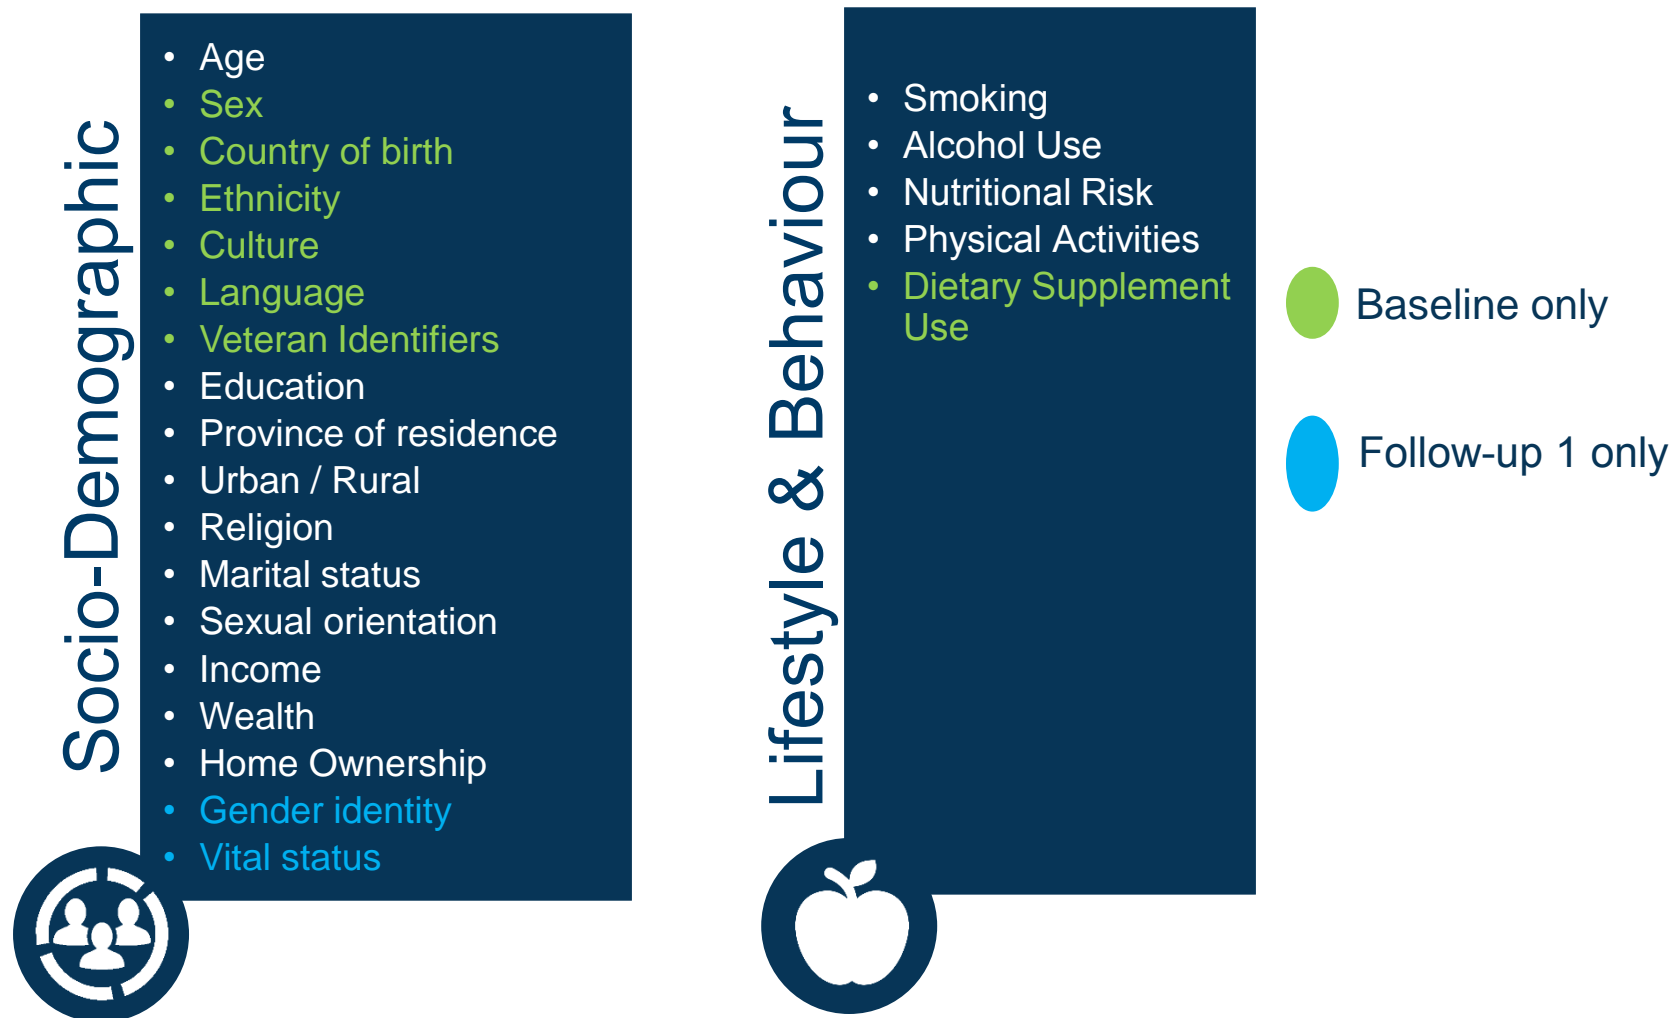 Socio-Demographic
• Age
• Sex
• Country of birth
• Ethnicity
• Culture
• Language
• Veteran Identifiers
• Education
• Province of residence
• Urban / Rural
• Religion
• Marital status
• Sexual orientation
• Income
• Wealth
• Home Ownership
• Gender identity
• Vital status
Lifestyle & Behaviour
• Smoking
• Alcohol Use
• Nutritional Risk
• Physical Activities
• Dietary Supplement
Use
Baseline only
Follow-up 1 only